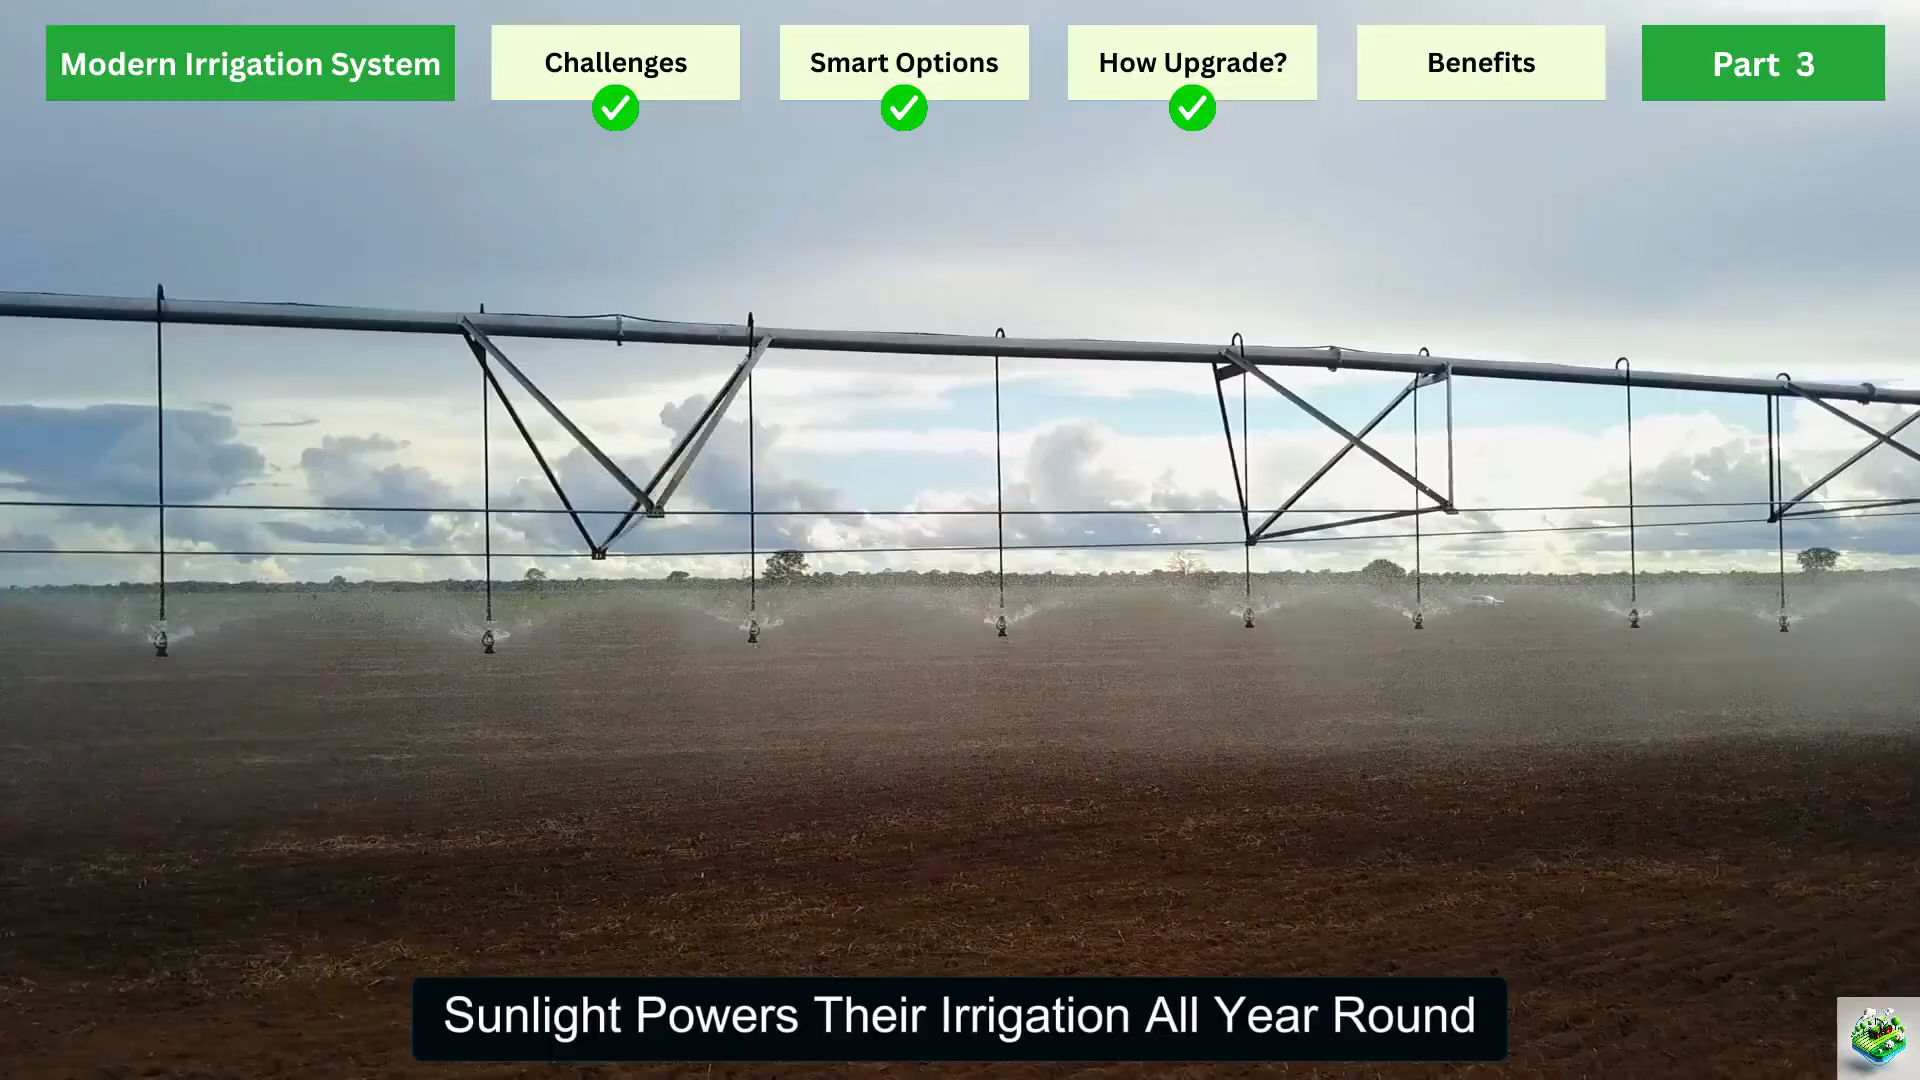 Modern Irrigation System
Challenges
Smart Options
How Upgrade?
Benefits
Part 3
Sunlight Powers Their Irrigation All Year Round